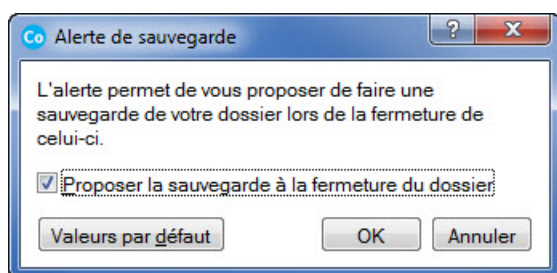 Co Alerte de sauvegarde ? X
L'alerte permet de vous proposer de faire une
sauvegarde de votre dossier lors de la fermeture de
celui-ci.
Proposer la sauvegarde à la fermeture du dossier
Valeurs par défaut OK Annuler